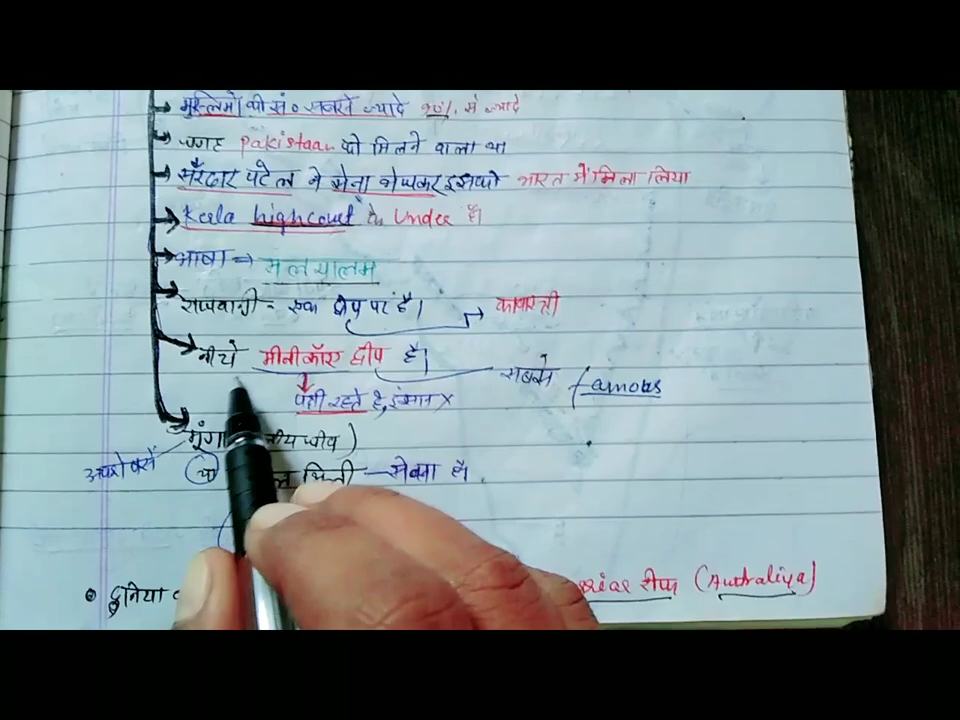 मुस्लिमो की सं० सबसे ज्यादे 90%. से ज्यादे
जगह Pakistaan को मिलने वाला था
सरदार पटेल ने सेना भेजकर इसको भारत में मिला लिया
Kerla highcourt के Under है।
भाषा ⇒ मलयालम
राजधानी = एक द्वीप पर है। → कावारत्ती
नीचे मीनीकॉय द्वीप है। सबसे famous
पंक्षी रहते है, इंसान ×
मूंगा जीव)
भित्ती है।
दुनिया रीफ (Australiya)